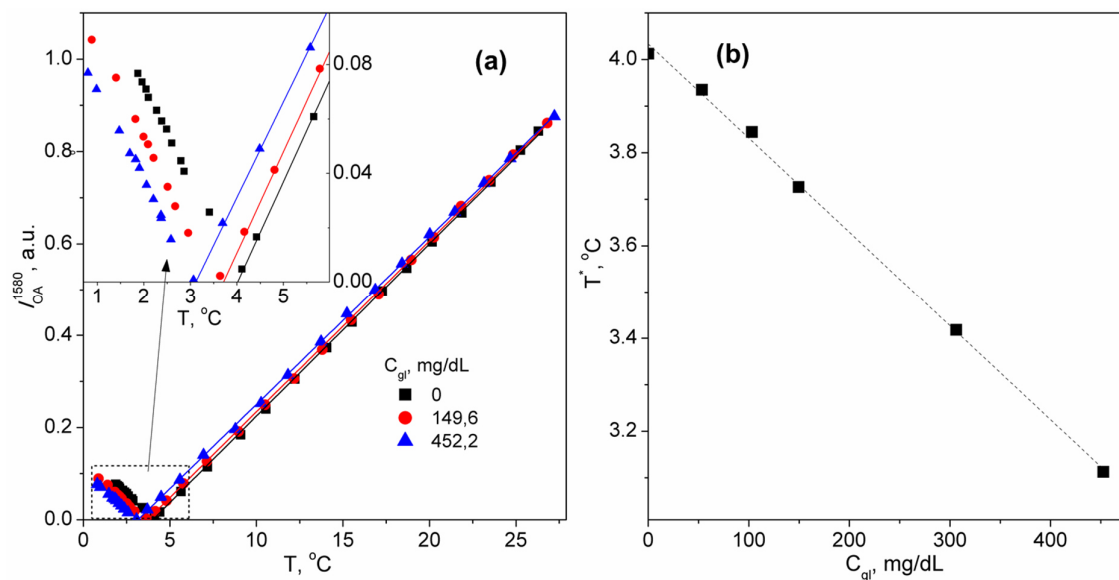 (a)
(b)
1.0
0.8
0.6
0.4
0.2
0.0
I_OA^1580, a.u.
0.08
0.04
0.00
1 2 3 4 5
T, °C
C_gl, mg/dL
0
149,6
452,2
0 5 10 15 20 25
T, °C
4.0
3.8
3.6
3.4
3.2
T*, °C
0 100 200 300 400
C_gl, mg/dL